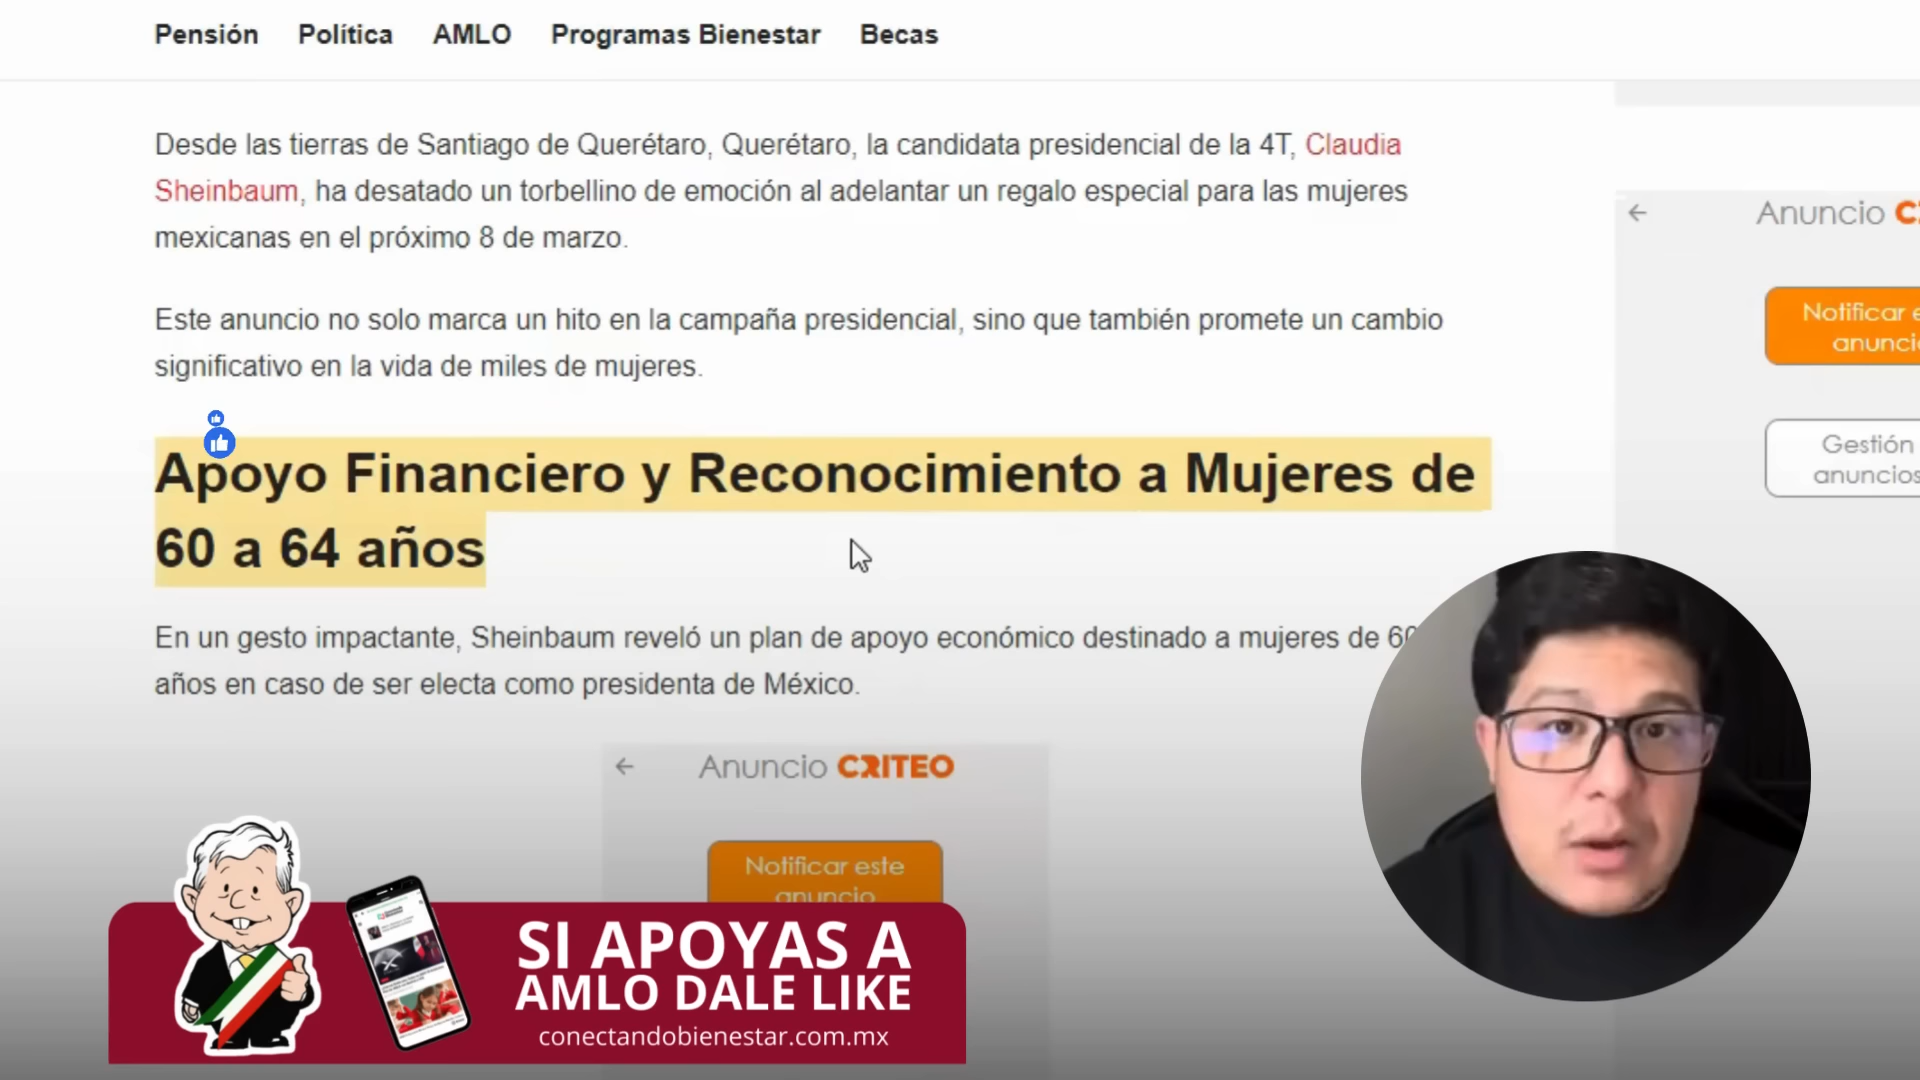 Pensión Política AMLO Programas Bienestar Becas
Desde las tierras de Santiago de Querétaro, Querétaro, la candidata presidencial de la 4T, Claudia
Sheinbaum, ha desatado un torbellino de emoción al adelantar un regalo especial para las mujeres
mexicanas en el próximo 8 de marzo.
Este anuncio no solo marca un hito en la campaña presidencial, sino que también promete un cambio
significativo en la vida de miles de mujeres.
Apoyo Financiero y Reconocimiento a Mujeres de
60 a 64 años
En un gesto impactante, Sheinbaum reveló un plan de apoyo económico destinado a mujeres de 60
años en caso de ser electa como presidenta de México.
Anuncio CRITEO
Notificar este
anuncio
Anuncio
Notificar
anuncio
Gestión
anuncios
SI APOYAS A
AMLO DALE LIKE
conectandobienestar.com.mx